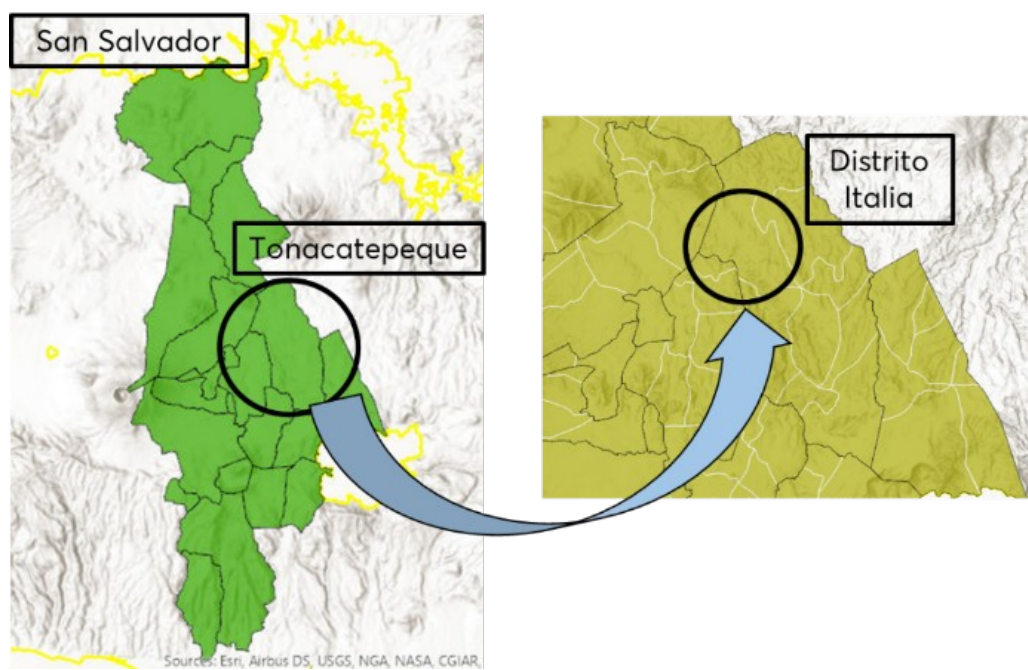 San Salvador
Tonacatepeque
Distrito
Italia
Sources: Esri, Airbus DS, USGS, NGA, NASA, CGIAR,